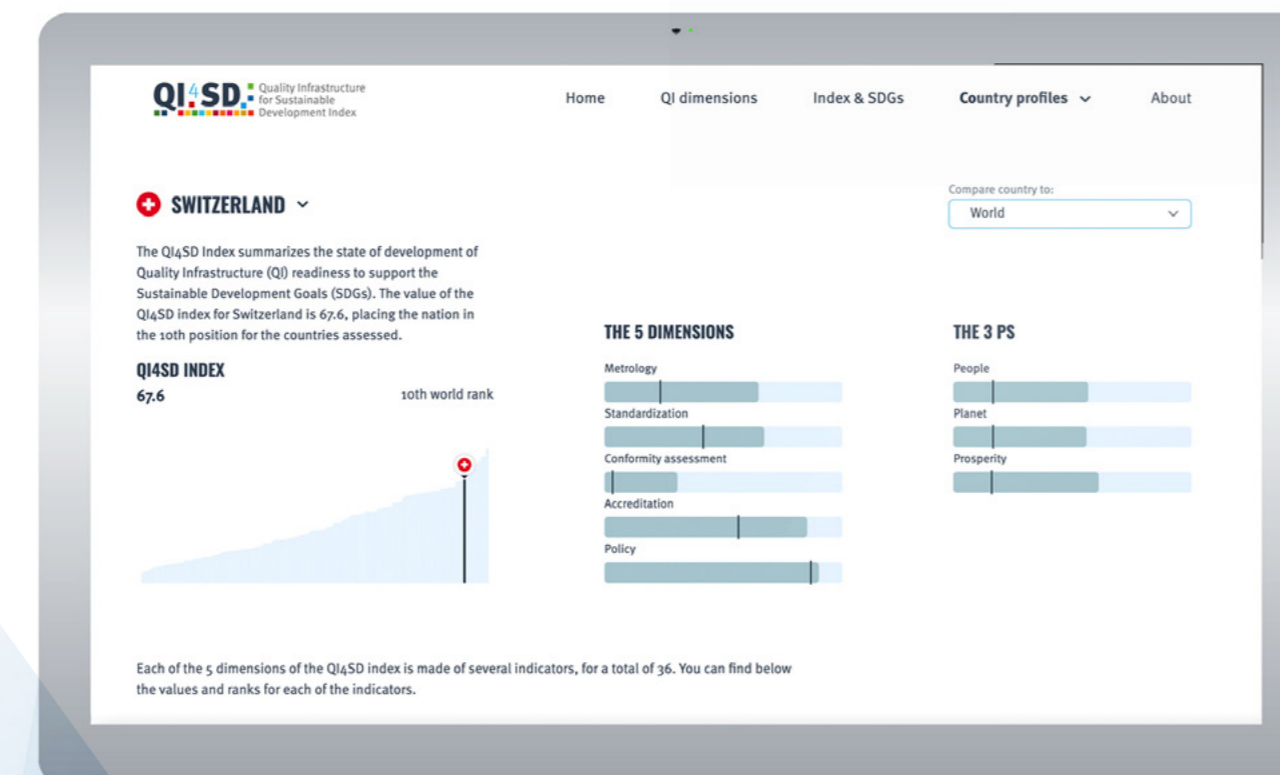 QI4SD
Quality Infrastructure
for Sustainable
Development Index
Home
QI dimensions
Index & SDGs
Country profiles
About
SWITZERLAND
Compare country to:
World
The QI4SD Index summarizes the state of development of
Quality Infrastructure (QI) readiness to support the
Sustainable Development Goals (SDGs). The value of the
QI4SD index for Switzerland is 67.6, placing the nation in
the 10th position for the countries assessed.
QI4SD INDEX
67.6
10th world rank
THE 5 DIMENSIONS
Metrology
Standardization
Conformity assessment
Accreditation
Policy
THE 3 PS
People
Planet
Prosperity
Each of the 5 dimensions of the QI4SD index is made of several indicators, for a total of 36. You can find below
the values and ranks for each of the indicators.